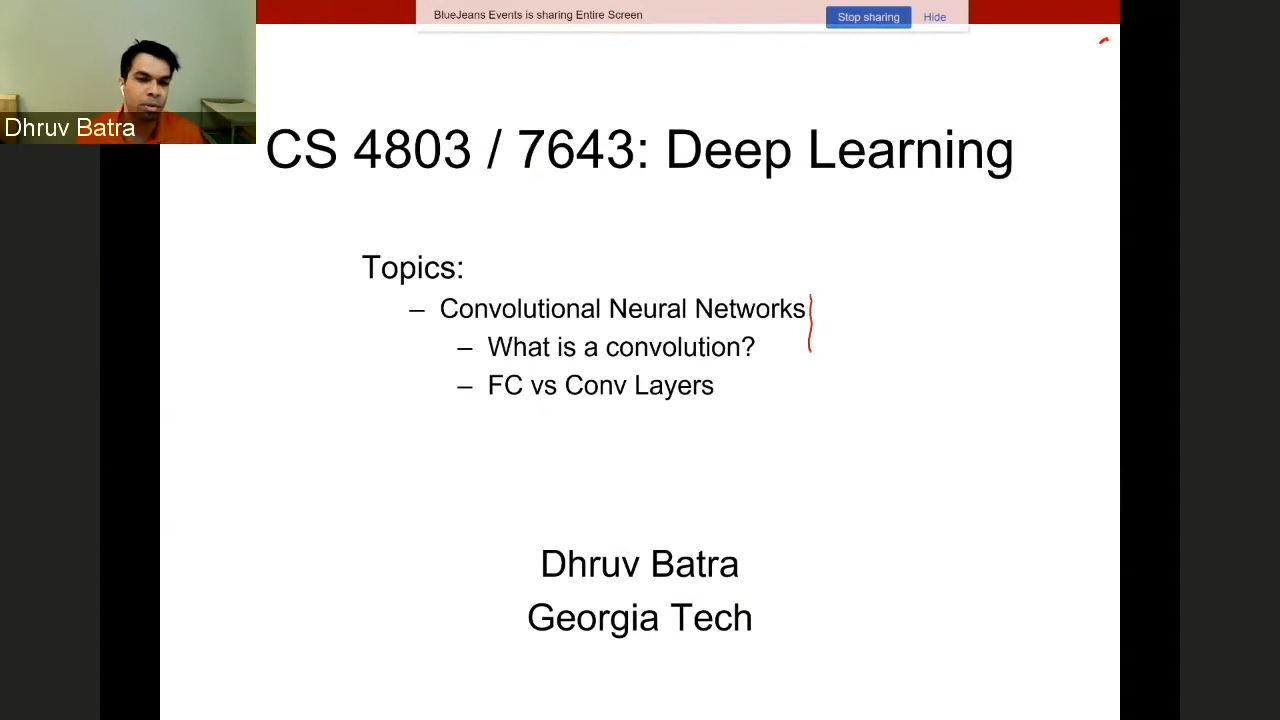 BlueJeans Events is sharing Entire Screen
Stop sharing
Hide
Dhruv Batra
CS 4803 / 7643: Deep Learning
Topics:
– Convolutional Neural Networks
– What is a convolution?
– FC vs Conv Layers
Dhruv Batra
Georgia Tech